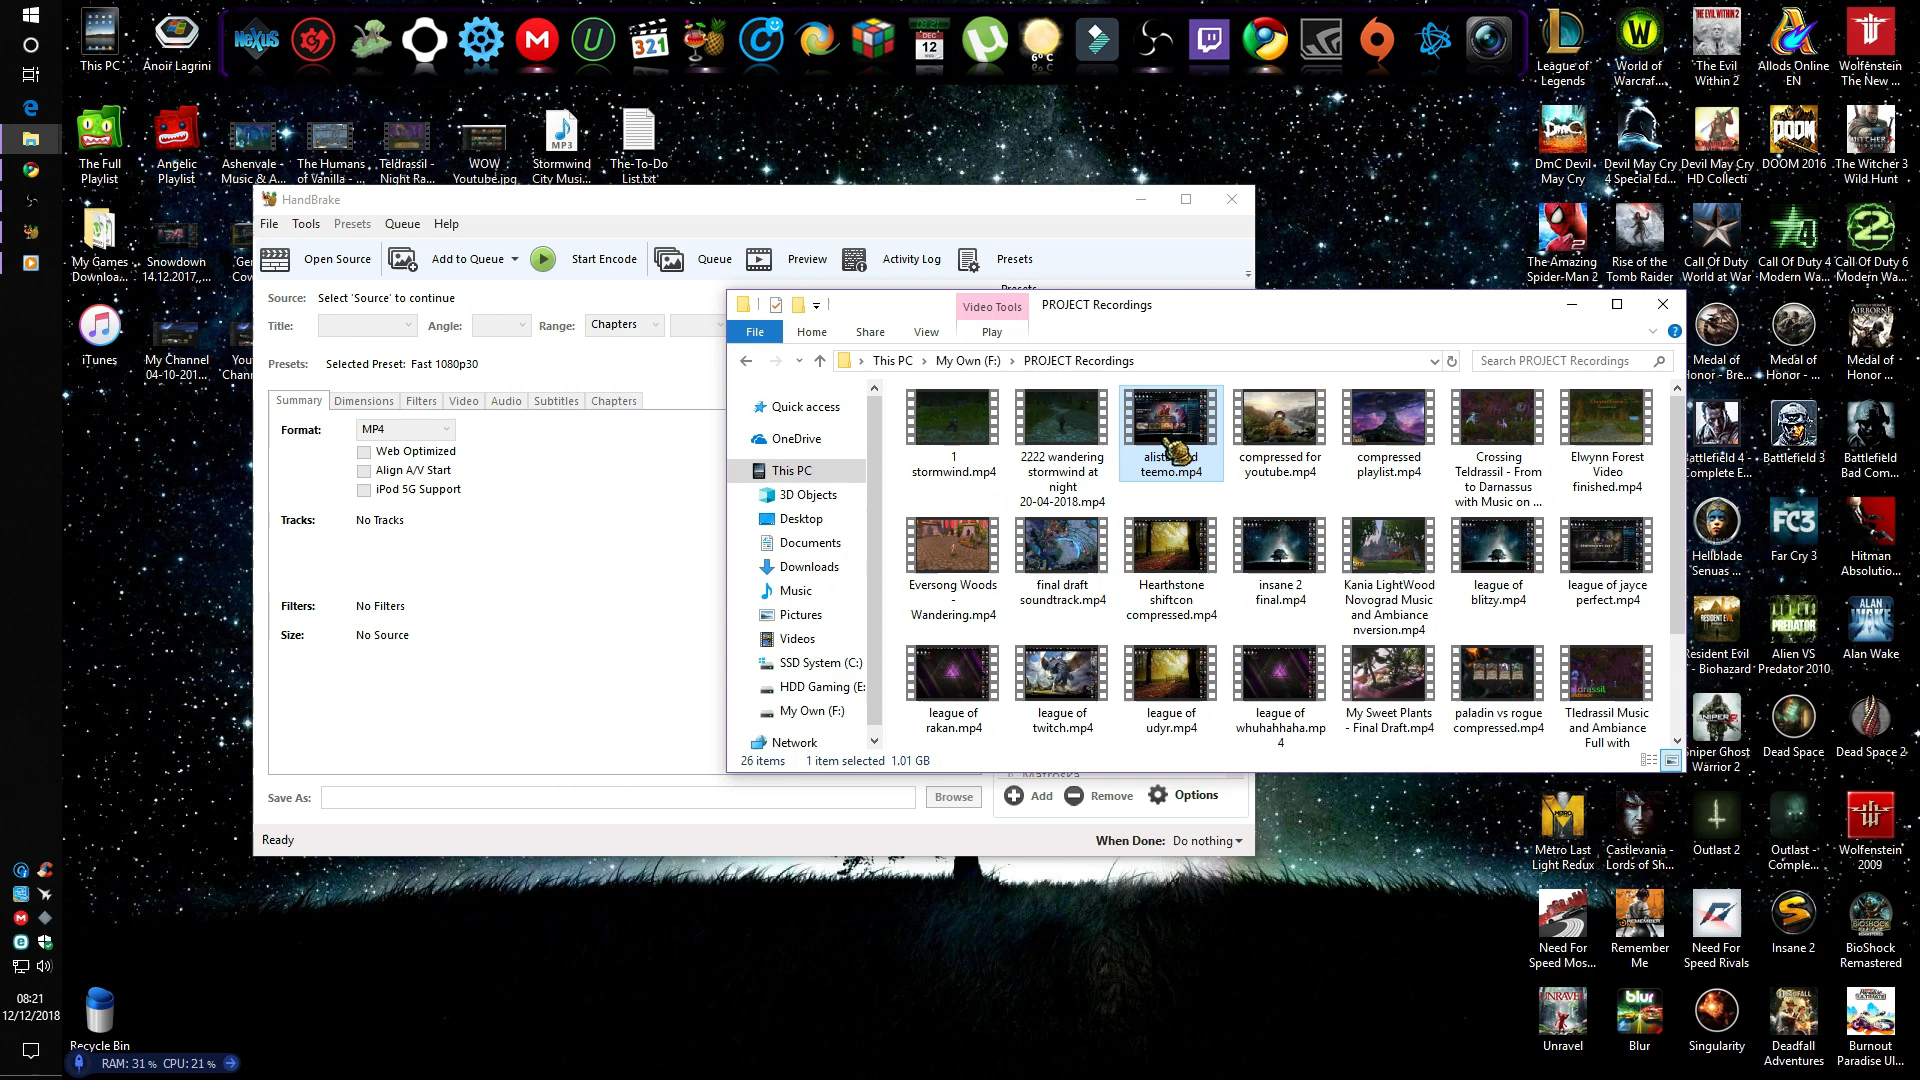 This PC
Anoir Lagrini
NEXUS
321
DEC
12
6° C
League of
Legends
World of
Warcraf...
The Evil
Within 2
Allods Online
EN
Wolfenstein
The New ...
The Full
Playlist
Angelic
Playlist
Ashenvale -
Music & A...
The Humans
of Vanilla - ...
Teldrassil -
Night Ra...
WOW
Youtube.jpg
MP3
Stormwind
City Musi...
The-To-Do
List.txt
DmC Devil
May Cry
Devil May Cry
4 Special Ed...
Devil May Cry
HD Collecti
DOOM 2016
The Witcher 3
Wild Hunt
My Games
Downloa...
Snowdown
14.12.2017,...
The Amazing
Spider-Man 2
Rise of the
Tomb Raider
Call Of Duty
World at War
Call Of Duty 4
Modern Wa...
Call Of Duty 6
Modern Wa...
iTunes
My Channel
04-10-201...
HandBrake
File Tools Presets Queue Help
Open Source
Add to Queue
Start Encode
Queue
Preview
Activity Log
Presets
Source: Select 'Source' to continue
Title:
Angle:
Range: Chapters
Presets: Selected Preset: Fast 1080p30
Summary Dimensions Filters Video Audio Subtitles Chapters
Format: MP4
Web Optimized
Align A/V Start
iPod 5G Support
Tracks: No Tracks
Filters: No Filters
Size: No Source
Save As:
Browse
Add Remove Options
Ready
When Done: Do nothing
Video Tools
PROJECT Recordings
File Home Share View Play
This PC
My Own (F:)
PROJECT Recordings
Search PROJECT Recordings
Quick access
OneDrive
This PC
3D Objects
Desktop
Documents
Downloads
Music
Pictures
Videos
SSD System (C:)
HDD Gaming (E:
My Own (F:)
Network
1
stormwind.mp4
2222 wandering
stormwind at
night
20-04-2018.mp4
teemo.mp4
compressed for
youtube.mp4
compressed
playlist.mp4
Crossing
Teldrassil - From
to Darnassus
with Music on ...
Elwynn Forest
Video
finished.mp4
Eversong Woods
-
Wandering.mp4
final draft
soundtrack.mp4
Hearthstone
shiftcon
compressed.mp4
insane 2
final.mp4
Kania LightWood
Novograd Music
and Ambiance
nversion.mp4
league of
blitzy.mp4
league of jayce
perfect.mp4
league of
rakan.mp4
league of
twitch.mp4
league of
udyr.mp4
league of
whuhahhaha.mp
4
My Sweet Plants
- Final Draft.mp4
paladin vs rogue
compressed.mp4
Tledrassil Music
and Ambiance
Full with
26 items 1 item selected 1.01 GB
Medal of
Honor - Bre...
Medal of
Honor - ...
Medal of
Honor ...
Battlefield 4
Complete E...
Battlefield 3
Battlefield
Bad Com...
Hellblade
Senuas ...
FC3
Far Cry 3
Hitman
Absolutio...
Resident Evil
7 - Biohazard
Alien VS
Predator 2010
Alan Wake
Sniper Ghost
Warrior 2
Dead Space
Dead Space 2
Metro Last
Light Redux
Castlevania -
Lords of Sh...
Outlast 2
Outlast -
Comple...
Wolfenstein
2009
Need For
Speed Mos...
Remember
Me
Need For
Speed Rivals
Insane 2
BioShock
Remastered
Unravel
Blur
Singularity
Deadfall
Adventures
Burnout
Paradise Ul...
08:21
12/12/2018
Recycle Bin
RAM: 31 % CPU: 21 %